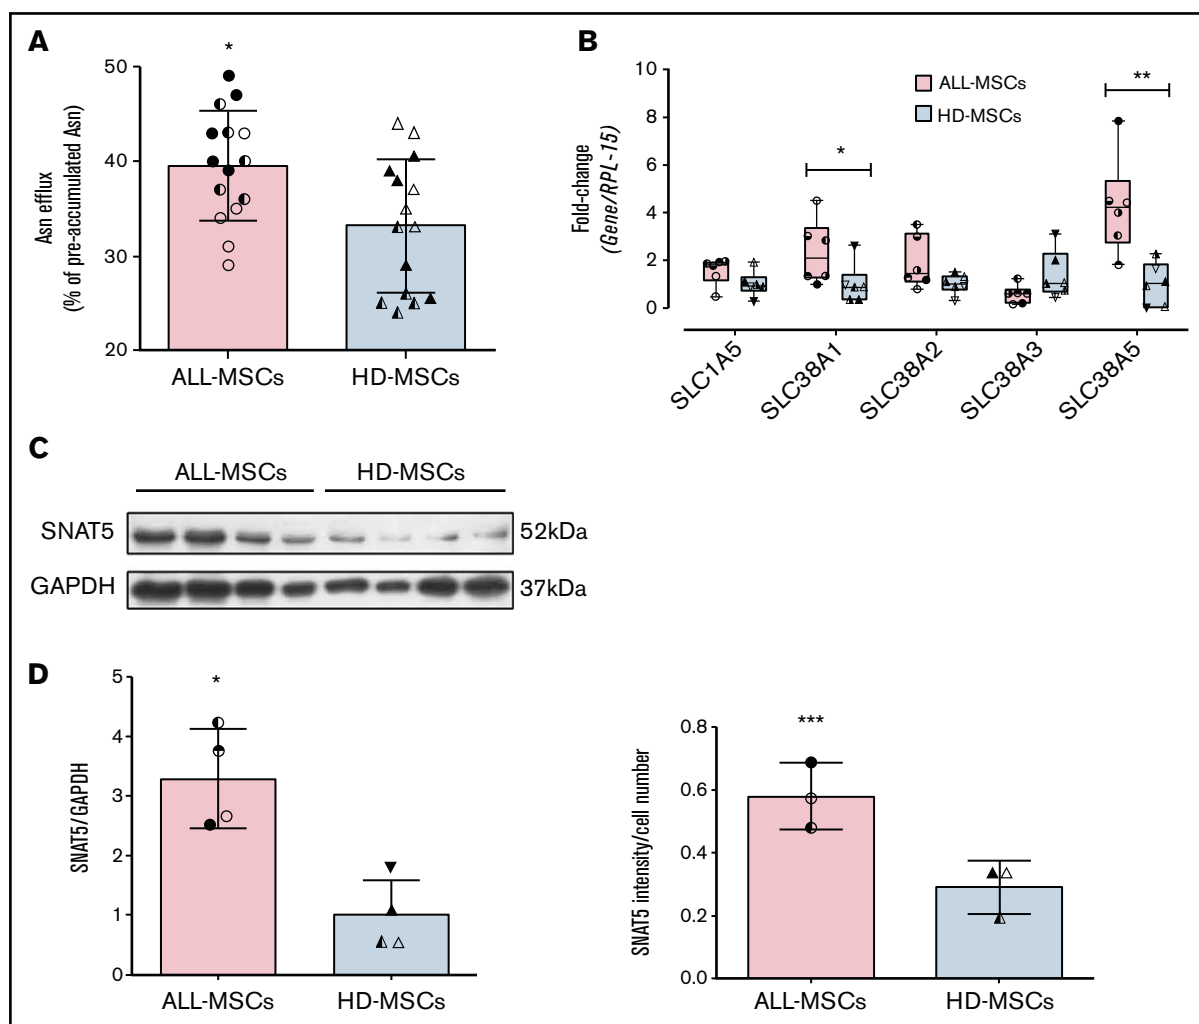 A
*
50
40
30
20
Asn efflux
(% of pre-accumulated Asn)
ALL-MSCs
HD-MSCs
B
10
8
6
4
2
0
Fold-change
(Gene/RPL-15)
ALL-MSCs
HD-MSCs
*
**
SLC1A5
SLC38A1
SLC38A2
SLC38A3
SLC38A5
C
ALL-MSCs
HD-MSCs
SNAT5
52kDa
GAPDH
37kDa
D
*
5
4
3
2
1
0
SNAT5/GAPDH
ALL-MSCs
HD-MSCs
***
0.8
0.6
0.4
0.2
0.0
SNAT5 intensity/cell number
ALL-MSCs
HD-MSCs